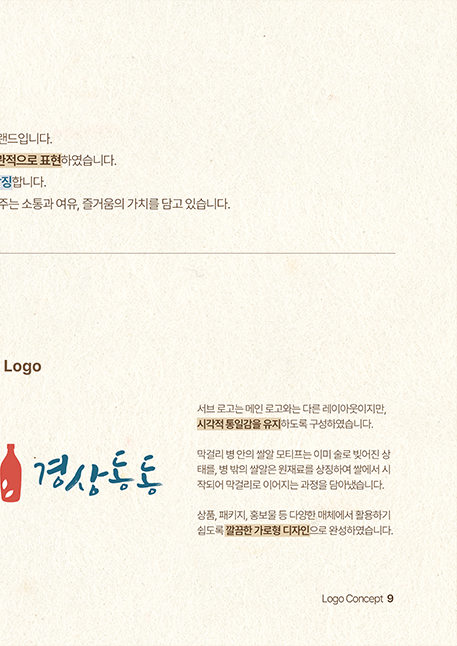 랜드입니다.
관적으로 표현하였습니다.
징합니다.
주는 소통과 여유, 즐거움의 가치를 담고 있습니다.
Logo
서브 로고는 메인 로고와는 다른 레이아웃이지만,
시각적 통일감을 유지하도록 구성하였습니다.
막걸리 병 안의 쌀알 모티프는 이미 술로 빚어진 상
태를, 병 밖의 쌀알은 원재료를 상징하여 쌀에서 시
작되어 막걸리로 이어지는 과정을 담아냈습니다.
경상동동
상품, 패키지, 홍보물 등 다양한 매체에서 활용하기
쉽도록 깔끔한 가로형 디자인으로 완성하였습니다.
Logo Concept 9